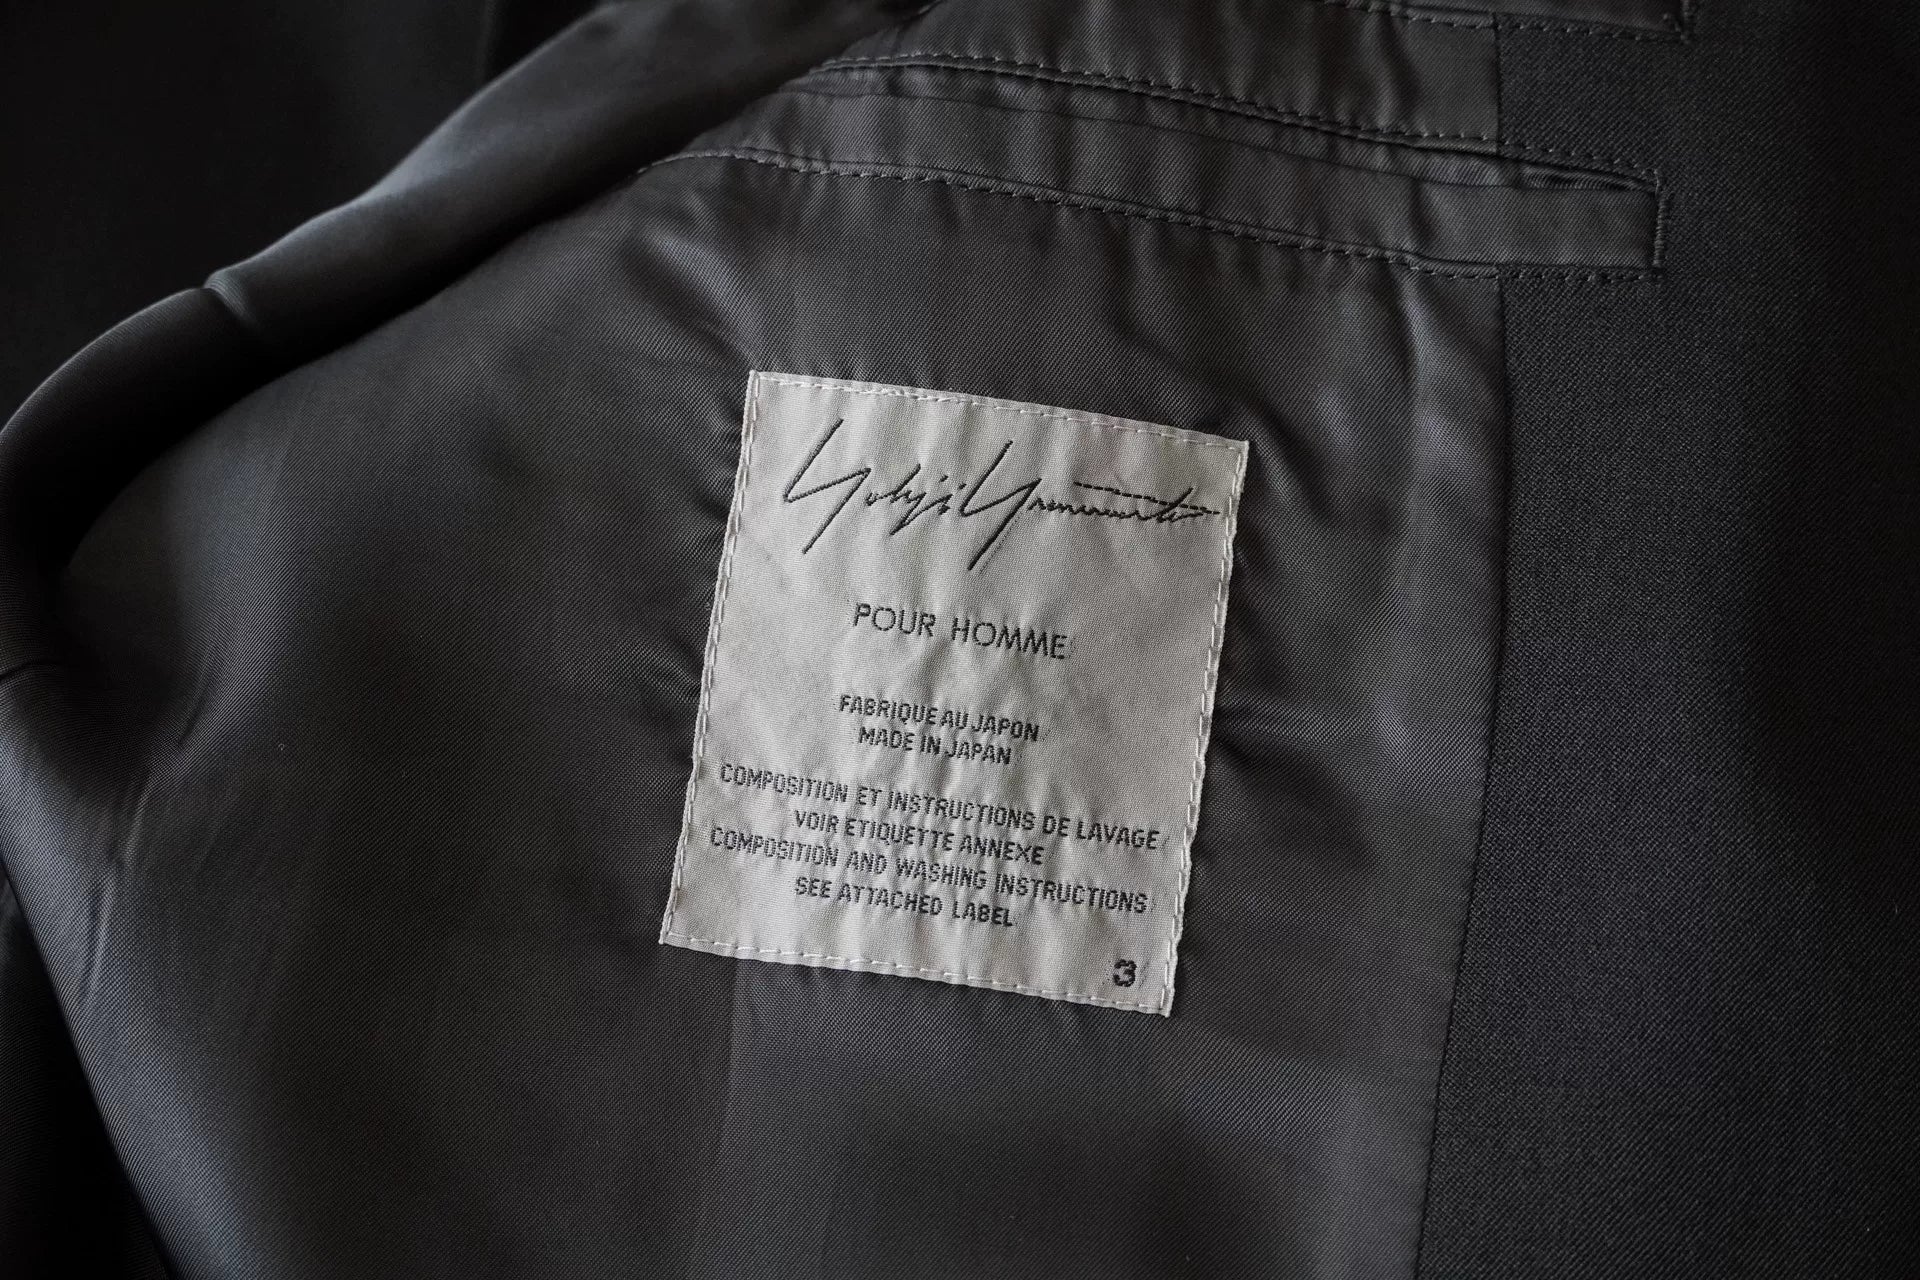 Yohji Yamamoto
POUR HOMME
FABRIQUE AU JAPON
MADE IN JAPAN
COMPOSITION ET INSTRUCTIONS DE LAVAGE
VOIR ETIQUETTE ANNEXE
COMPOSITION AND WASHING INSTRUCTIONS
SEE ATTACHED LABEL
3